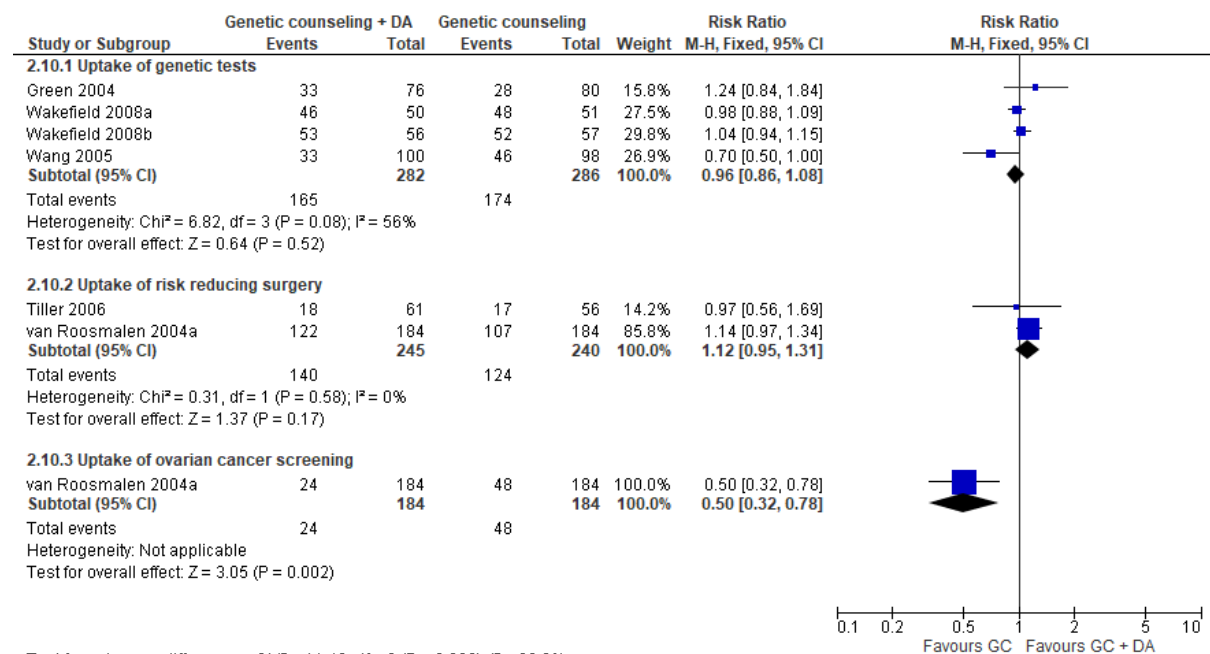 Genetic counseling + DA Genetic counseling Risk Ratio Risk Ratio
Study or Subgroup Events Total Events Total Weight M-H, Fixed, 95% CI M-H, Fixed, 95% CI
2.10.1 Uptake of genetic tests
Green 2004 33 76 28 80 15.8% 1.24 [0.84, 1.84]
Wakefield 2008a 46 50 48 51 27.5% 0.98 [0.88, 1.09]
Wakefield 2008b 53 56 52 57 29.8% 1.04 [0.94, 1.15]
Wang 2005 33 100 46 98 26.9% 0.70 [0.50, 1.00]
Subtotal (95% CI) 282 286 100.0% 0.96 [0.86, 1.08]
Total events 165 174
Heterogeneity: Chi² = 6.82, df = 3 (P = 0.08); I² = 56%
Test for overall effect: Z = 0.64 (P = 0.52)
2.10.2 Uptake of risk reducing surgery
Tiller 2006 18 61 17 56 14.2% 0.97 [0.56, 1.69]
van Roosmalen 2004a 122 184 107 184 85.8% 1.14 [0.97, 1.34]
Subtotal (95% CI) 245 240 100.0% 1.12 [0.95, 1.31]
Total events 140 124
Heterogeneity: Chi² = 0.31, df = 1 (P = 0.58); I² = 0%
Test for overall effect: Z = 1.37 (P = 0.17)
2.10.3 Uptake of ovarian cancer screening
van Roosmalen 2004a 24 184 48 184 100.0% 0.50 [0.32, 0.78]
Subtotal (95% CI) 184 184 100.0% 0.50 [0.32, 0.78]
Total events 24 48
Heterogeneity: Not applicable
Test for overall effect: Z = 3.05 (P = 0.002)
0.1 0.2 0.5 1 2 5 10
Favours GC Favours GC + DA